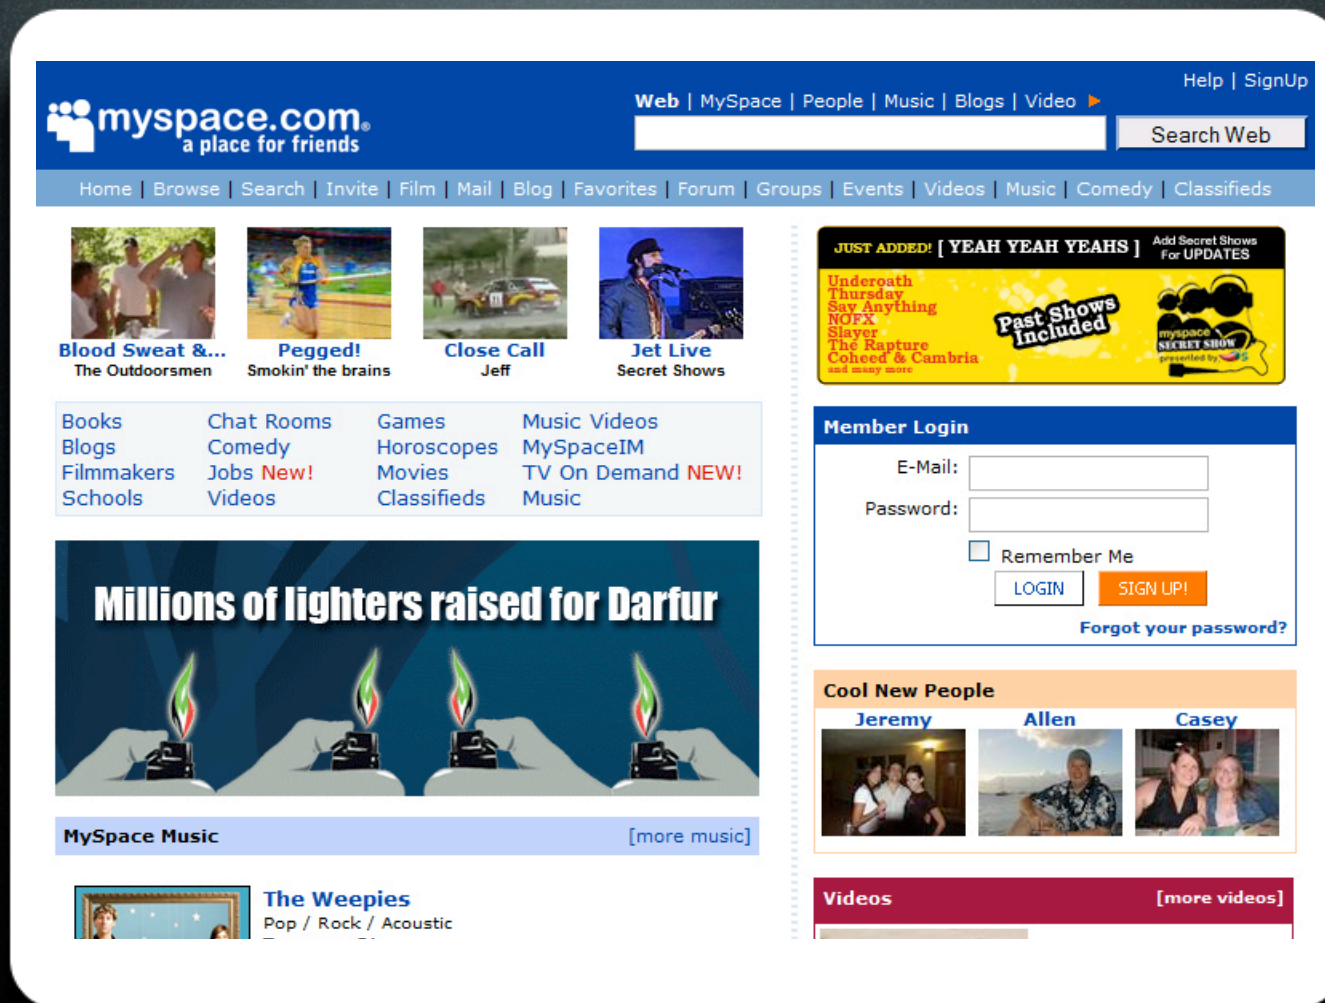 Help | SignUp
myspace.com®
a place for friends
Web | MySpace | People | Music | Blogs | Video
Search Web
Home | Browse | Search | Invite | Film | Mail | Blog | Favorites | Forum | Groups | Events | Videos | Music | Comedy | Classifieds
Blood Sweat &...
The Outdoorsmen
Pegged!
Smokin' the brains
Close Call
Jeff
Jet Live
Secret Shows
Books Chat Rooms Games Music Videos
Blogs Comedy Horoscopes MySpaceIM
Filmmakers Jobs New! Movies TV On Demand NEW!
Schools Videos Classifieds Music
Millions of lighters raised for Darfur
MySpace Music [more music]
The Weepies
Pop / Rock / Acoustic
JUST ADDED! [ YEAH YEAH YEAHS ]
Add Secret Shows
For UPDATES
Underoath
Thursday
Say Anything
NOFX
Slayer
The Rapture
Coheed & Cambria
and many more
Past Shows
Included
myspace
SECRET SHOW
presented by
Member Login
E-Mail:
Password:
Remember Me
LOGIN SIGN UP!
Forgot your password?
Cool New People
Jeremy Allen Casey
Videos [more videos]